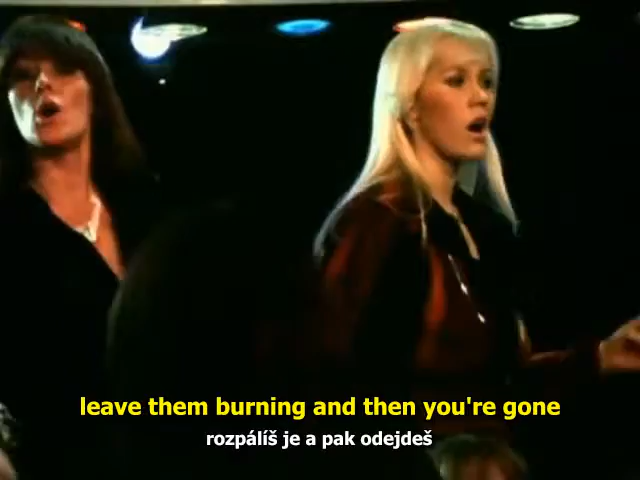 leave them burning and then you're gone
rozpálíš je a pak odejdeš